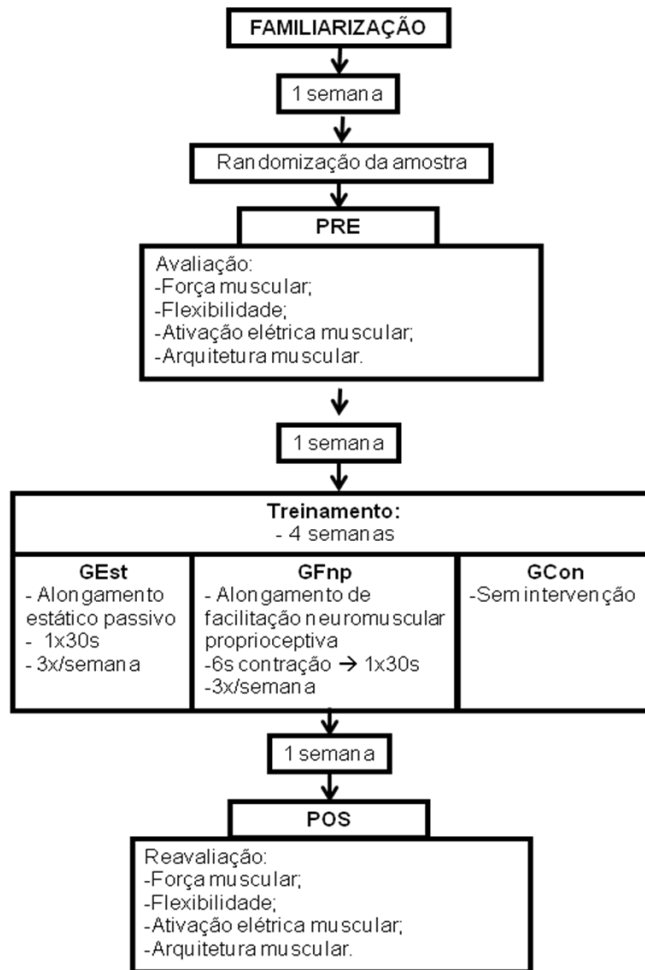 FAMILIARIZAÇÃO
1 semana
Randomização da amostra
PRE
Avaliação:
-Força muscular;
-Flexibilidade;
-Ativação elétrica muscular;
-Arquitetura muscular.
1 semana
Treinamento:
- 4 semanas
GEst
- Alongamento
estático passivo
- 1x30s
- 3x/semana
GFnp
- Alongamento de
facilitação neuromuscular
proprioceptiva
-6s contração → 1x30s
-3x/semana
GCon
-Sem intervenção
1 semana
POS
Reavaliação:
-Força muscular;
-Flexibilidade;
-Ativação elétrica muscular;
-Arquitetura muscular.